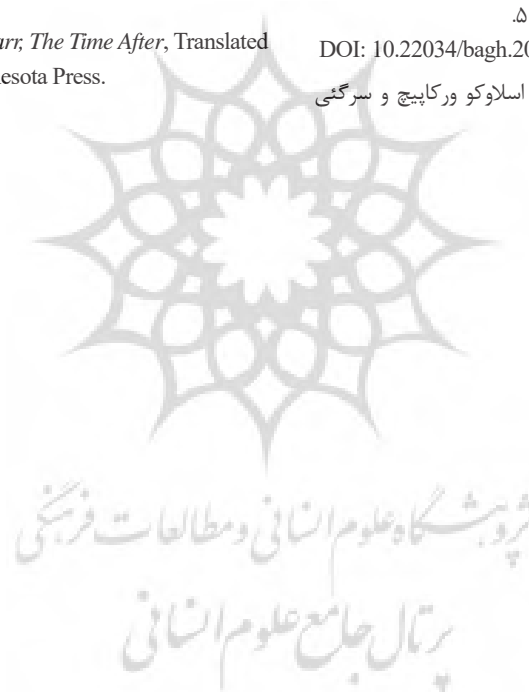 ۵.
arr, The Time After, Translated
DOI: 10.22034/bagh.20
esota Press.
اسلاوکو ورکاپیچ و سرگئی
پژوهشگاه علوم انسانی و مطالعات فرهنگی
پرتال جامع علوم انسانی